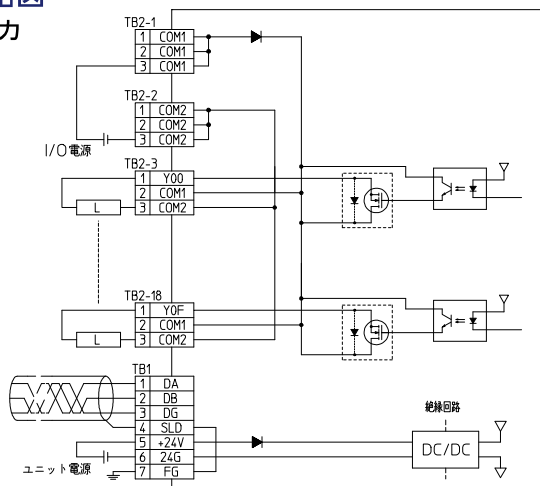 力
TB2-1
1 COM1
2 COM1
3 COM1
TB2-2
1 COM2
2 COM2
3 COM2
I/O電源
TB2-3
1 Y00
2 COM1
3 COM2
L
TB2-18
1 Y0F
2 COM1
3 COM2
L
TB1
1 DA
2 DB
3 DG
4 SLD
5 +24V
6 24G
7 FG
ユニット電源
絶縁回路
DC/DC